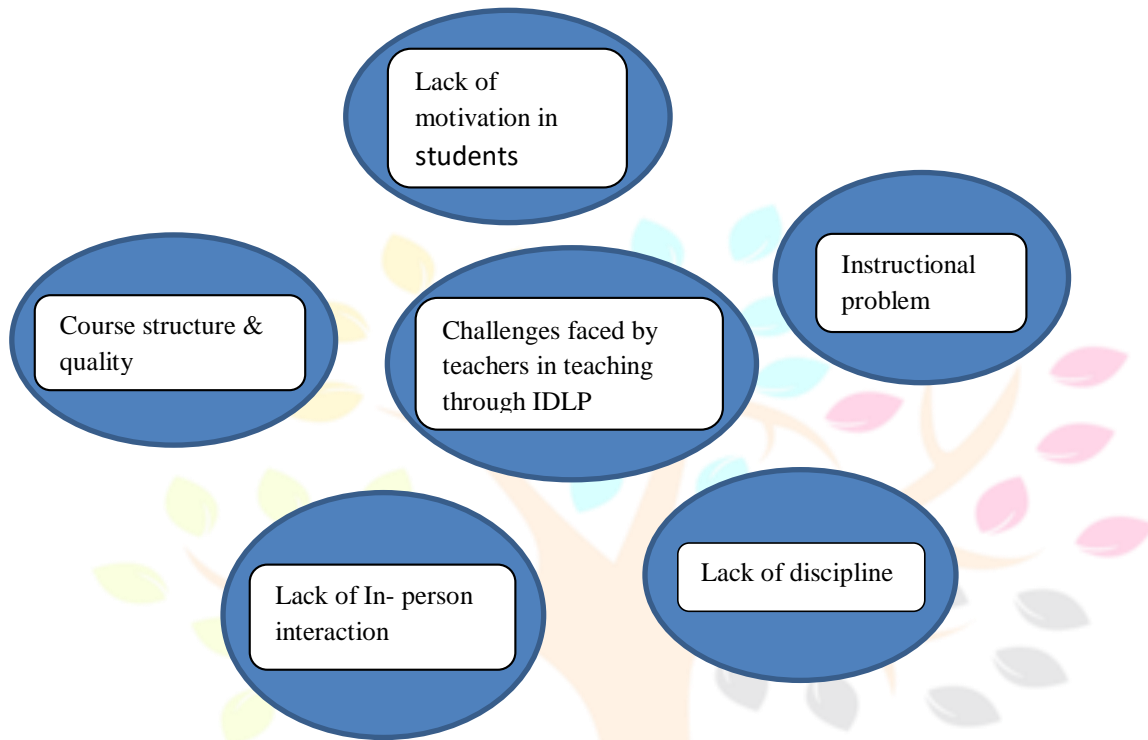 Lack of
motivation in
students
Instructional
problem
Course structure &
quality
Challenges faced by
teachers in teaching
through IDLP
Lack of discipline
Lack of In- person
interaction